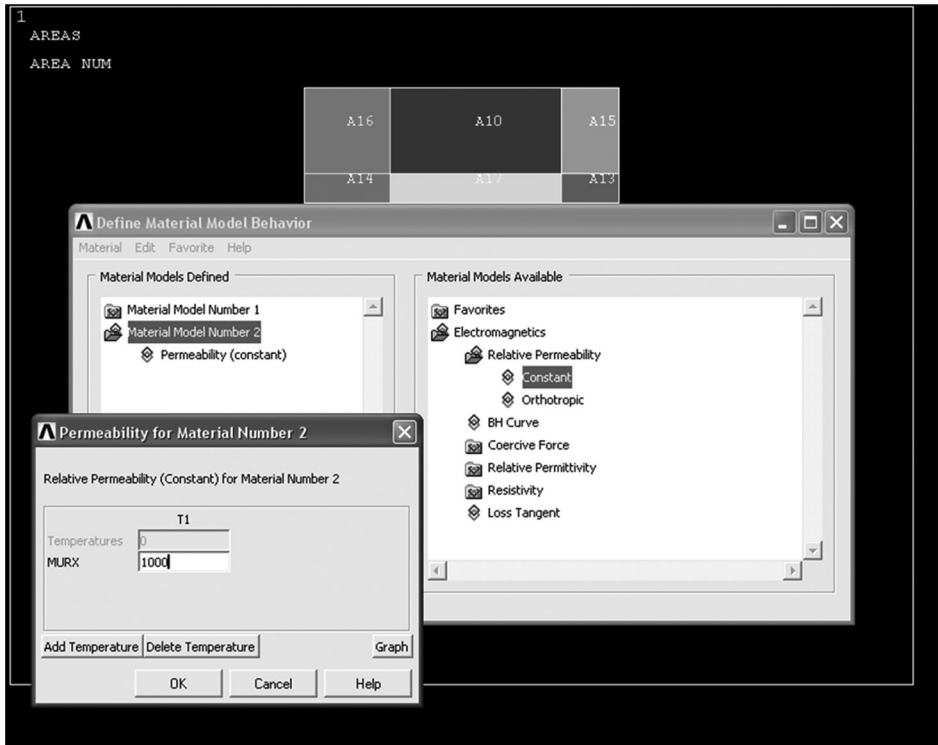 1
AREAS
AREA NUM
A16 A10 A15
A14 A17 A13
Define Material Model Behavior
Material Edit Favorite Help
Material Models Defined
Material Model Number 1
Material Model Number 2
Permeability (constant)
Material Models Available
Favorites
Electromagnetics
Relative Permeability
Constant
Orthotropic
BH Curve
Coercive Force
Relative Permittivity
Resistivity
Loss Tangent
Permeability for Material Number 2
Relative Permeability (Constant) for Material Number 2
T1
Temperatures 0
MURX 1000
Add Temperature Delete Temperature Graph
OK Cancel Help